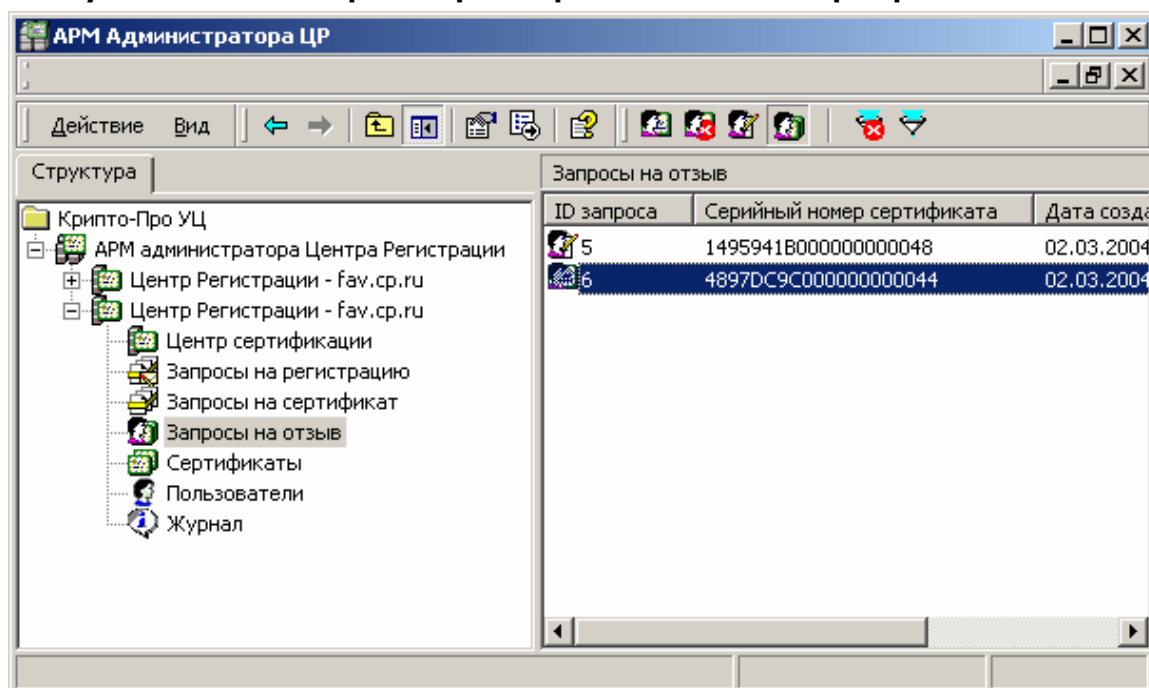 АРМ Администратора ЦР
Действие Вид
Структура
Запросы на отзыв
Крипто-Про УЦ
АРМ администратора Центра Регистрации
Центр Регистрации - fav.cp.ru
Центр Регистрации - fav.cp.ru
Центр сертификации
Запросы на регистрацию
Запросы на сертификат
Запросы на отзыв
Сертификаты
Пользователи
Журнал
ID запроса Серийный номер сертификата Дата созда
5 1495941B000000000048 02.03.2004
6 4897DC9C000000000044 02.03.2004